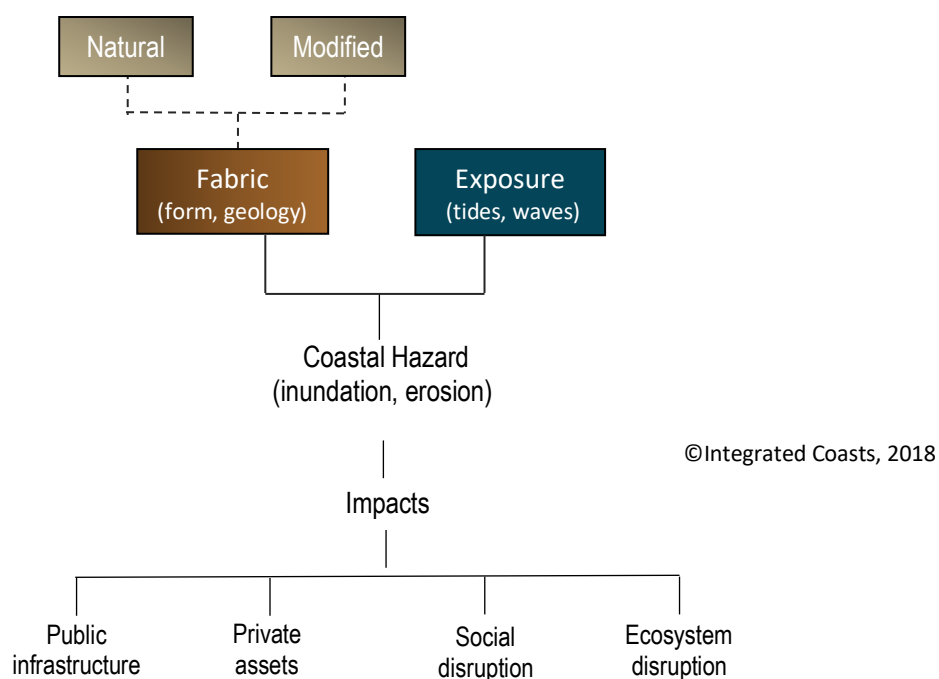 Natural
Modified
Fabric
(form, geology)
Exposure
(tides, waves)
Coastal Hazard
(inundation, erosion)
©Integrated Coasts, 2018
Impacts
Public
infrastructure
Private
assets
Social
disruption
Ecosystem
disruption